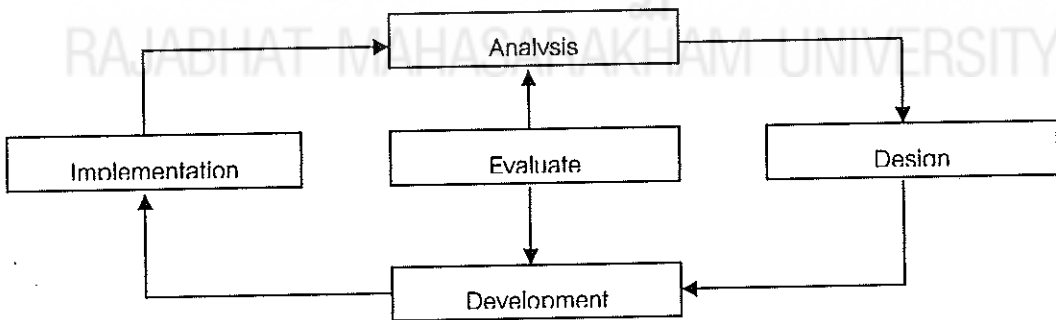 RAJABHAT MAHASARAKHAM UNIVERSITY
Analysis
Implementation
Evaluate
Design
Development